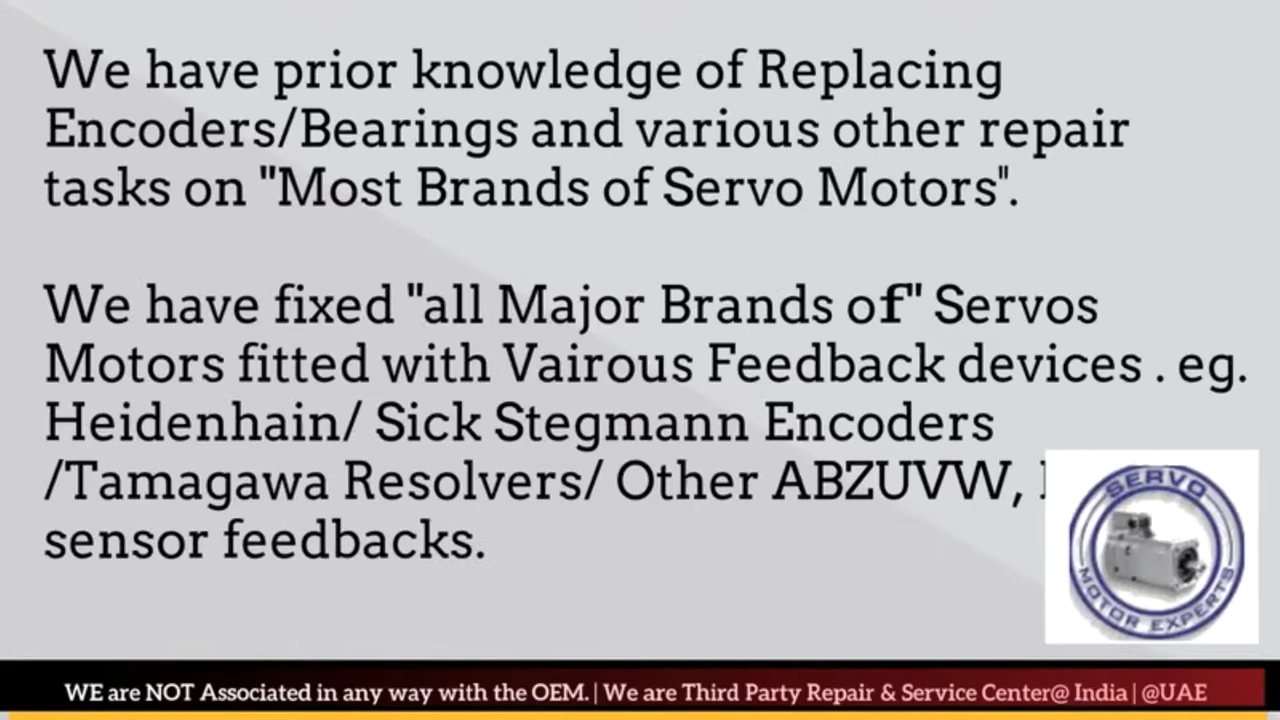 We have prior knowledge of Replacing
Encoders/Bearings and various other repair
tasks on "Most Brands of Servo Motors".
We have fixed "all Major Brands of" Servos
Motors fitted with Vairous Feedback devices . eg.
Heidenhain/ Sick Stegmann Encoders
/Tamagawa Resolvers/ Other ABZUVW,
sensor feedbacks.
SERVO
MOTOR EXPERTS
WE are NOT Associated in any way with the OEM. | We are Third Party Repair & Service Center@ India | @UAE